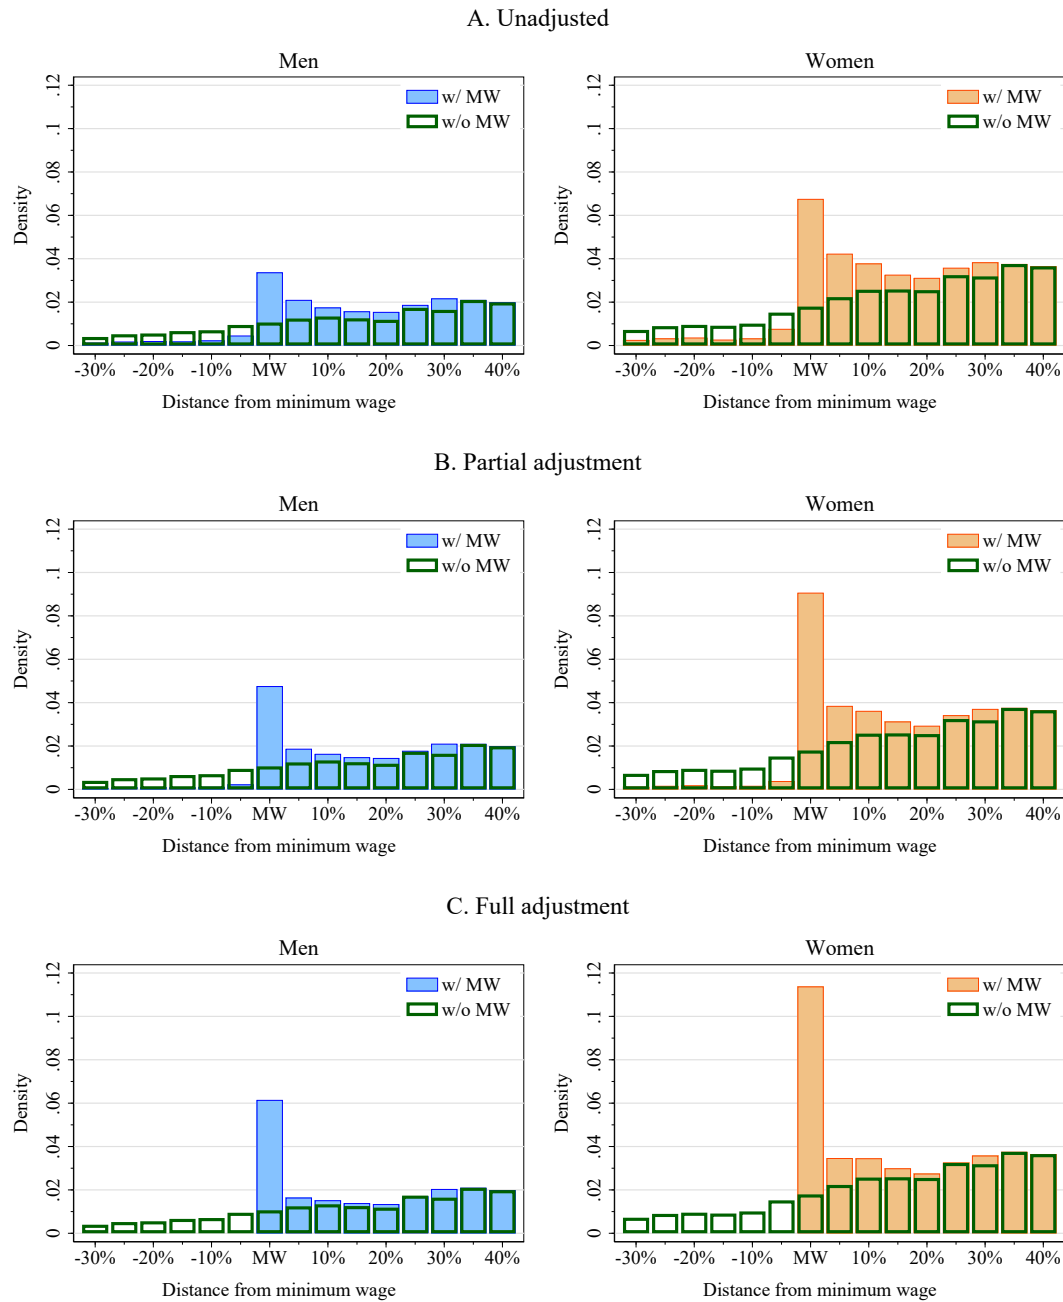 A. Unadjusted
Men
Women
w/ MW
w/o MW
w/ MW
w/o MW
Density
0 .02 .04 .06 .08 .1 .12
Density
0 .02 .04 .06 .08 .1 .12
-30% -20% -10% MW 10% 20% 30% 40%
-30% -20% -10% MW 10% 20% 30% 40%
Distance from minimum wage
Distance from minimum wage
B. Partial adjustment
Men
Women
w/ MW
w/o MW
w/ MW
w/o MW
Density
0 .02 .04 .06 .08 .1 .12
Density
0 .02 .04 .06 .08 .1 .12
-30% -20% -10% MW 10% 20% 30% 40%
-30% -20% -10% MW 10% 20% 30% 40%
Distance from minimum wage
Distance from minimum wage
C. Full adjustment
Men
Women
w/ MW
w/o MW
w/ MW
w/o MW
Density
0 .02 .04 .06 .08 .1 .12
Density
0 .02 .04 .06 .08 .1 .12
-30% -20% -10% MW 10% 20% 30% 40%
-30% -20% -10% MW 10% 20% 30% 40%
Distance from minimum wage
Distance from minimum wage